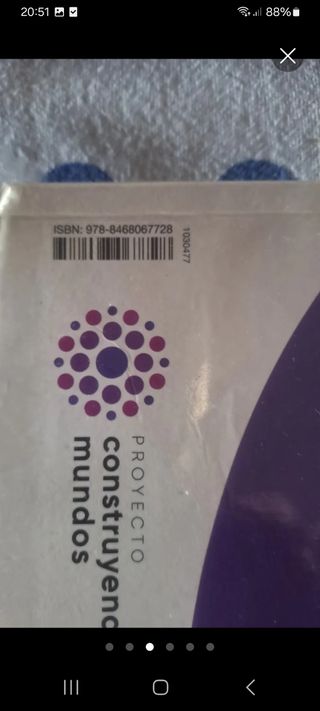 20:51
88%
ISBN: 978-8468067728
1030477
PROYECTO
construyend
mundos